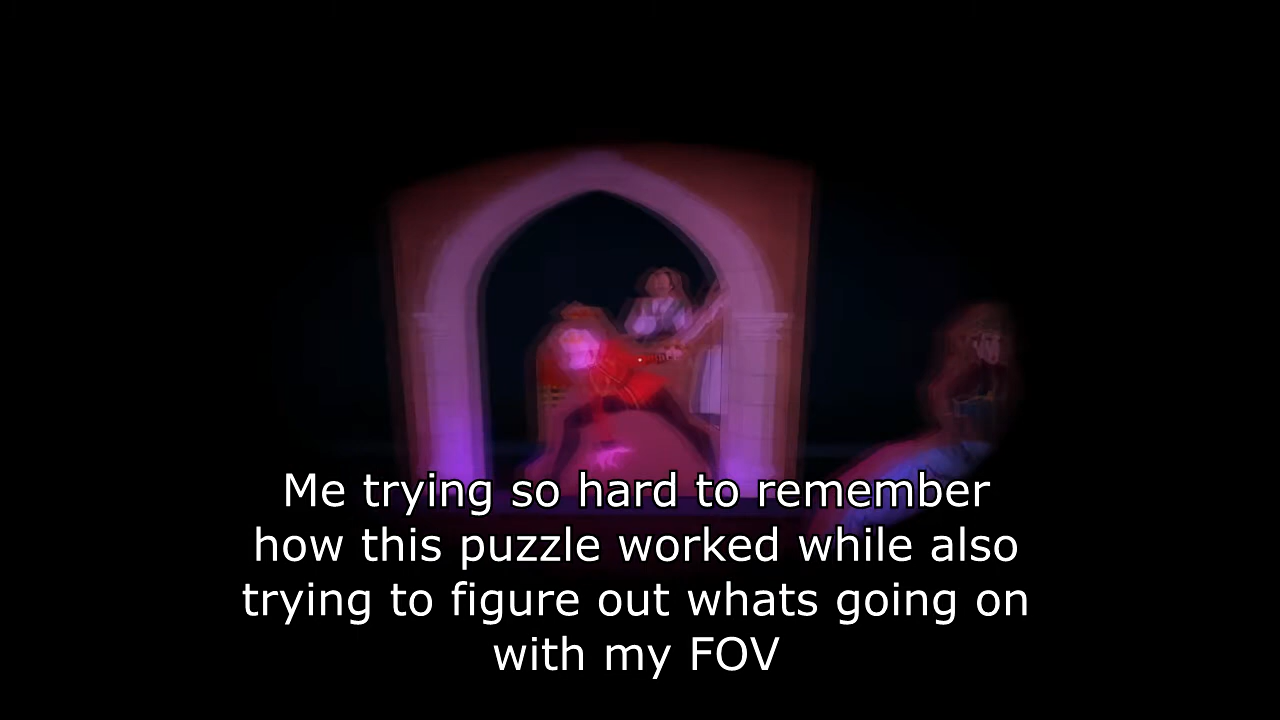 Me trying so hard to remember
how this puzzle worked while also
trying to figure out whats going on
with my FOV